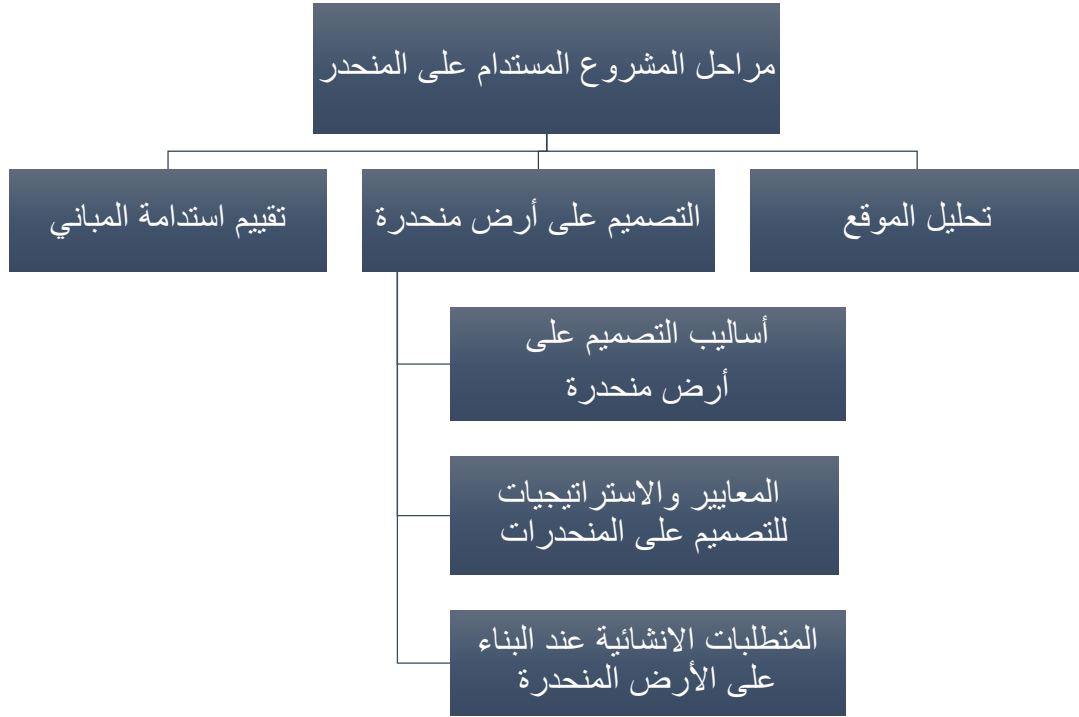 مراحل المشروع المستدام على المنحدر
تحليل الموقع
التصميم على أرض منحدرة
تقييم استدامة المباني
أساليب التصميم على
أرض منحدرة
المعايير والاستراتيجيات
للتصميم على المنحدرات
المتطلبات الانشائية عند البناء
على الأرض المنحدرة